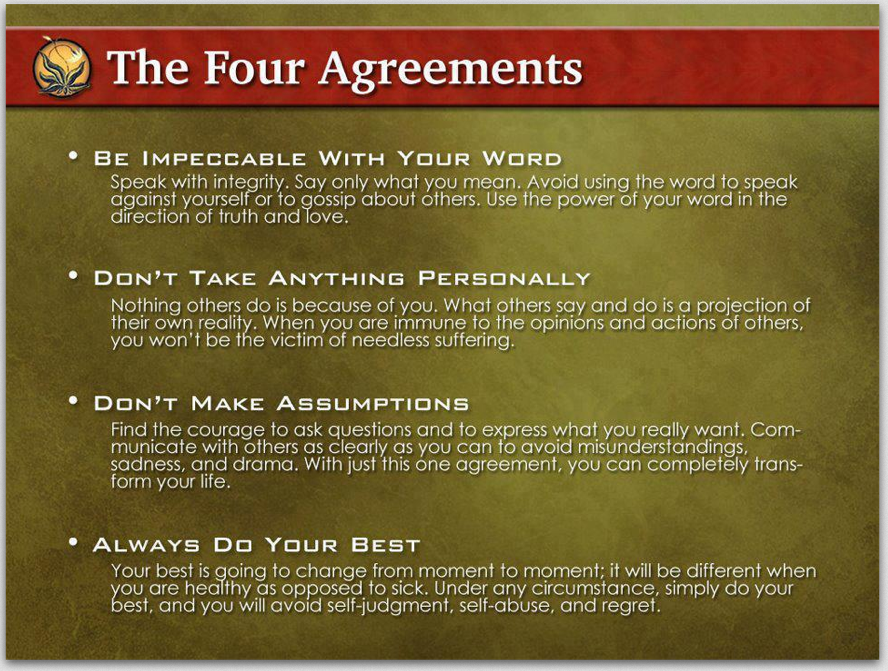 The Four Agreements
• Be Impeccable With Your Word
Speak with integrity. Say only what you mean. Avoid using the word to speak
against yourself or to gossip about others. Use the power of your word in the
direction of truth and love.
• Don't Take Anything Personally
Nothing others do is because of you. What others say and do is a projection of
their own reality. When you are immune to the opinions and actions of others,
you won't be the victim of needless suffering.
• Don't Make Assumptions
Find the courage to ask questions and to express what you really want. Com-
municate with others as clearly as you can to avoid misunderstandings,
sadness, and drama. With just this one agreement, you can completely trans-
form your life.
• Always Do Your Best
Your best is going to change from moment to moment; it will be different when
you are healthy as opposed to sick. Under any circumstance, simply do your
best, and you will avoid self-judgment, self-abuse, and regret.